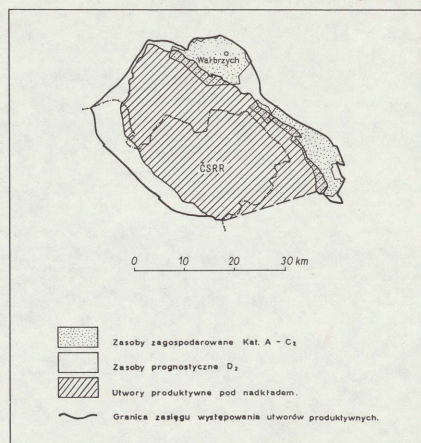 Wałbrzych
ČSRR
0 10 20 30 km
Zasoby zagospodarowane Kat. A - C₂
Zasoby prognostyczne D₂
Utwory produktywne pod nadkładem.
Granica zasięgu występowania utworów produktywnych.